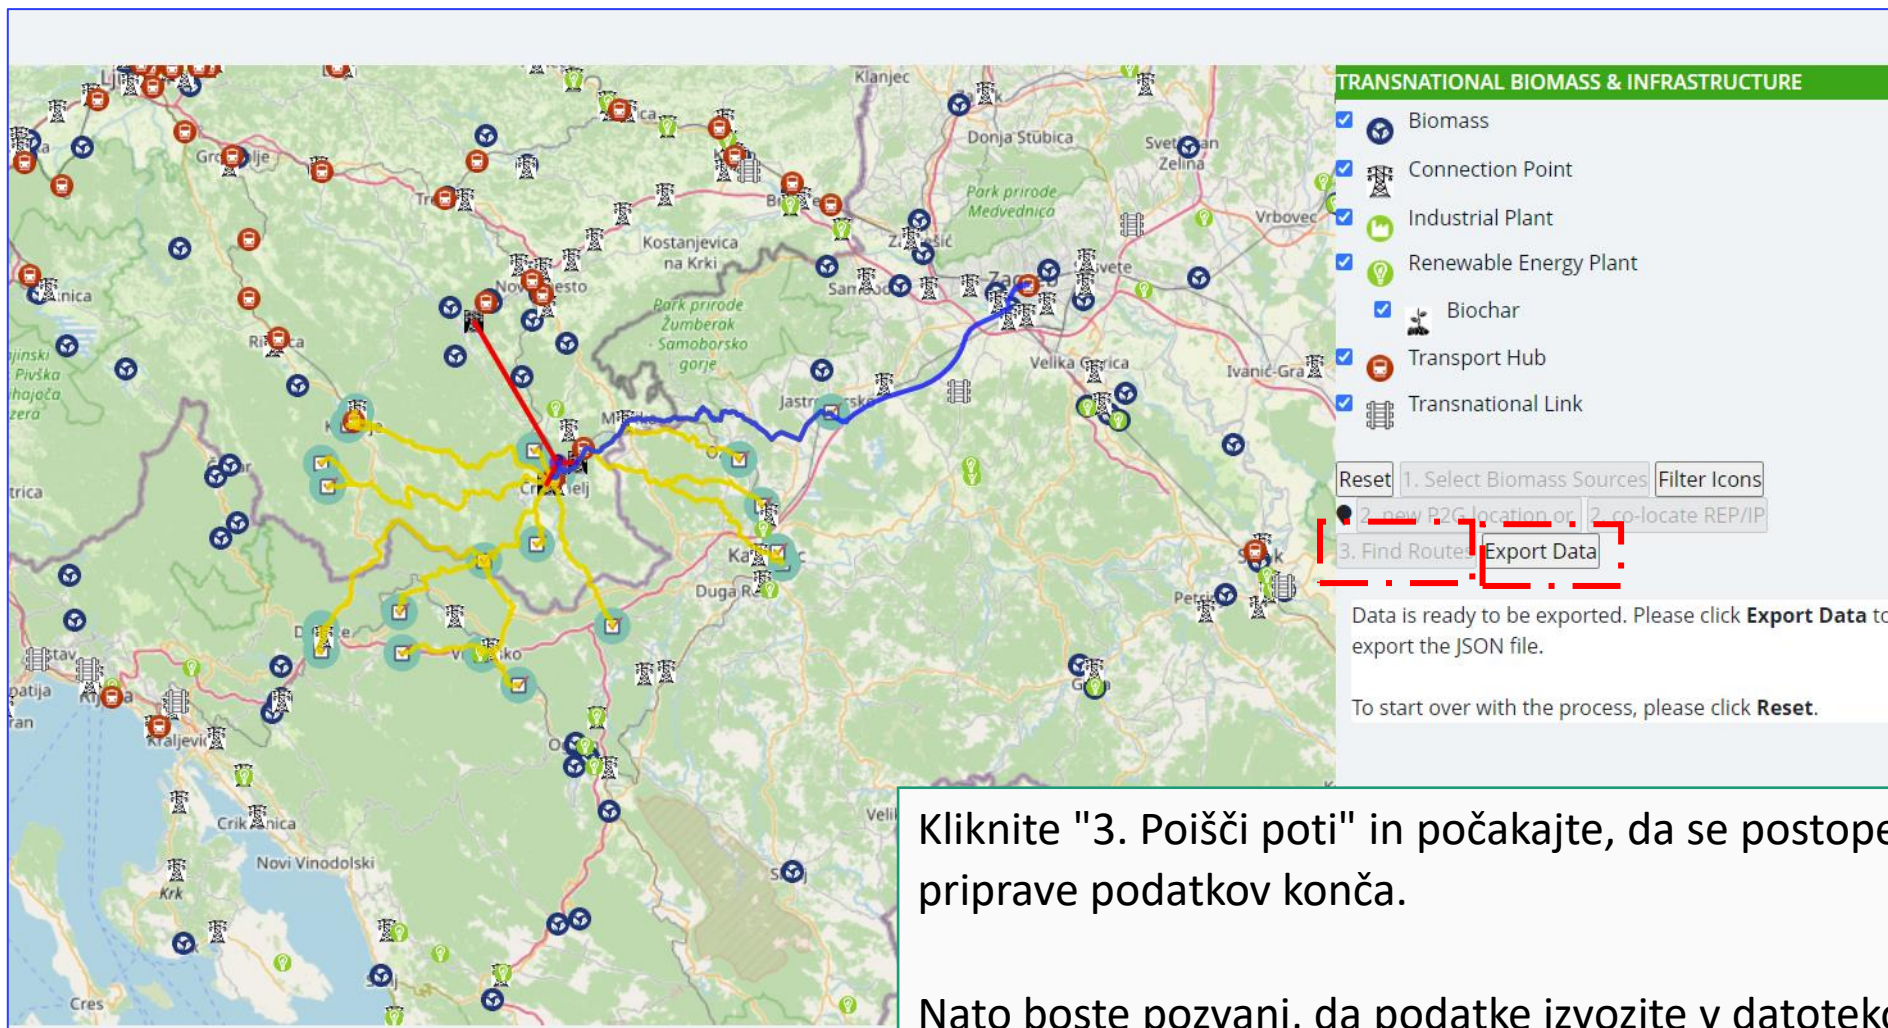 Klanjec
Donja Stubica
Zelina
Park prirode
Medvednica
Vrbovec
Kostanjevica
na Krki
Park prirode
Žumberak
- Samoborsko
gorje
Velika Gorica
Ivanić-Gra
Duga Re
Novi Vinodolski
Krk
Cres
TRANSNATIONAL BIOMASS & INFRASTRUCTURE
Biomass
Connection Point
Industrial Plant
Renewable Energy Plant
Biochar
Transport Hub
Transnational Link
Reset 1. Select Biomass Sources Filter Icons
2. new P2G location or 2. co-locate REP/IP
3. Find Routes Export Data
Data is ready to be exported. Please click Export Data to
export the JSON file.
To start over with the process, please click Reset.
Kliknite "3. Poišči poti" in počakajte, da se postope
priprave podatkov konča.
Nato boste pozvani, da podatke izvozite v datoteko